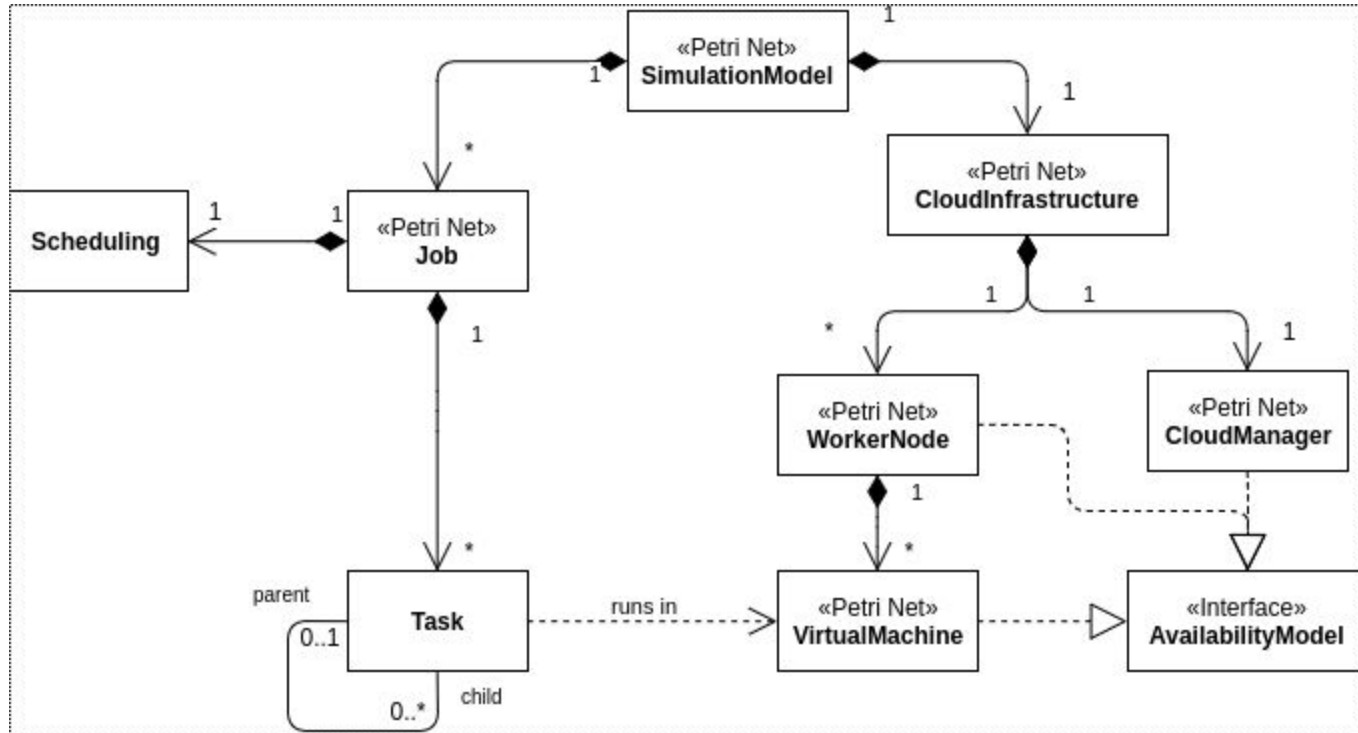 1
«Petri Net»
SimulationModel
1
1
*
«Petri Net»
CloudInfrastructure
1
1
Scheduling
«Petri Net»
Job
1
1
*
1
1
1
«Petri Net»
WorkerNode
«Petri Net»
CloudManager
1
*
*
parent
0..1
Task
runs in
«Petri Net»
VirtualMachine
«Interface»
AvailabilityModel
child
0..*